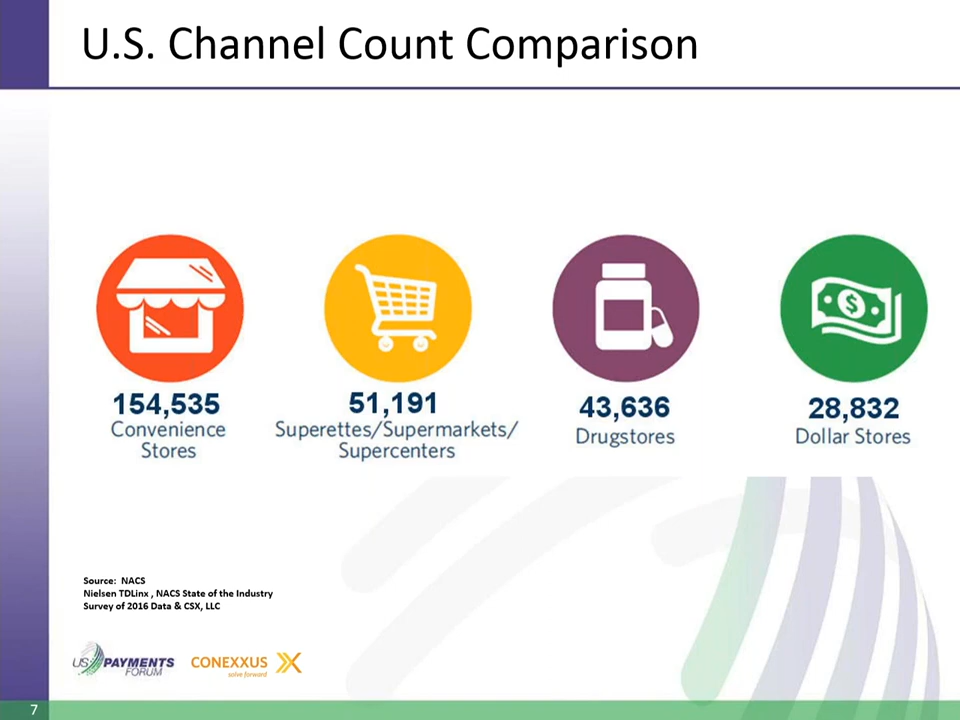 U.S. Channel Count Comparison
154,535
Convenience
Stores
51,191
Superettes/Supermarkets/
Supercenters
43,636
Drugstores
28,832
Dollar Stores
Source:  NACS
Nielsen TDLinx , NACS State of the Industry
Survey of 2016 Data & CSX, LLC
US PAYMENTS
FORUM
CONEXXUS
solve forward
7